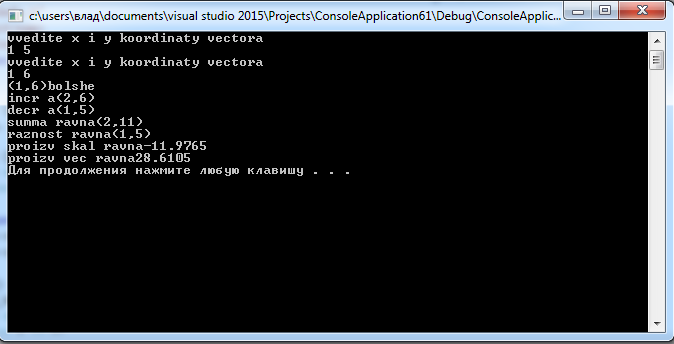 c:\users\влад\documents\visual studio 2015\Projects\ConsoleApplication61\Debug\ConsoleApplic...
vvedite x i y koordinaty vectora
1 5
vvedite x i y koordinaty vectora
1 6
(1,6)bolshe
incr a(2,6)
decr a(1,5)
summa ravna(2,11)
raznost ravna(1,5)
proizv skal ravna-11.9765
proizv vec ravna28.6105
Для продолжения нажмите любую клавишу . . .